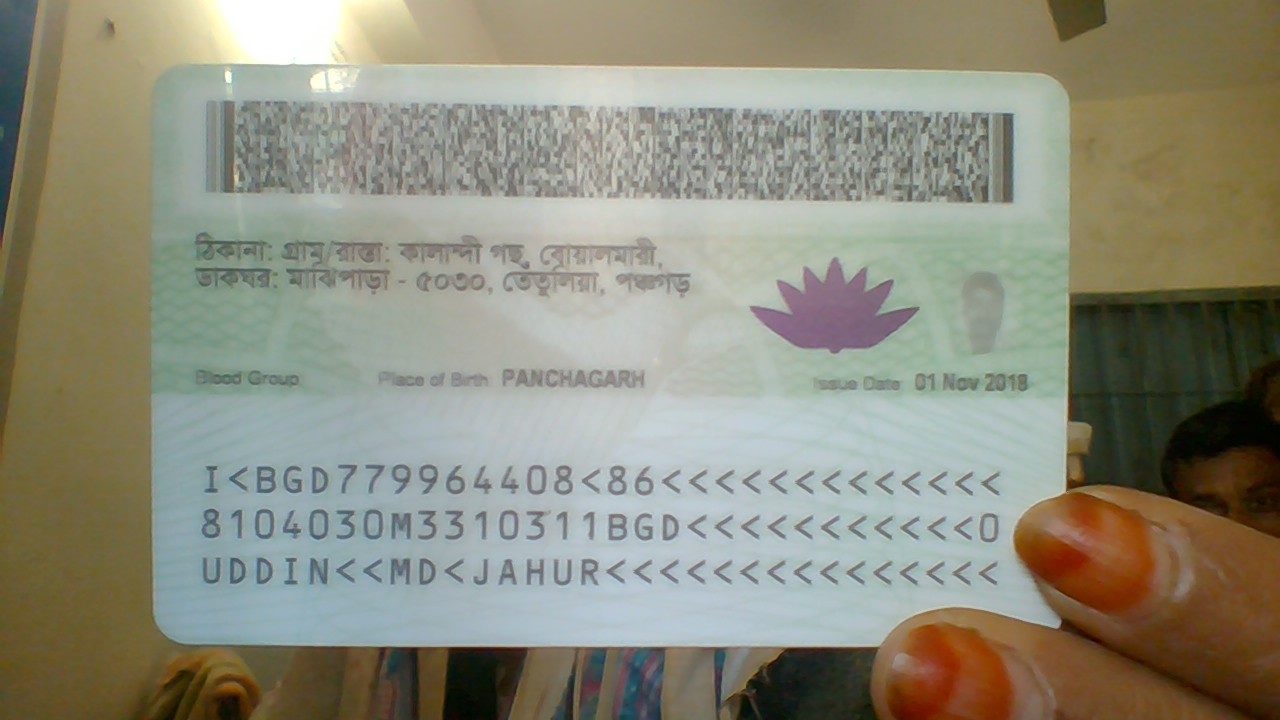 ঠিকানা: গ্রাম/রাস্তা: কালান্দী গছ, বোয়ালমারী,
ডাকঘর: মাঝিপাড়া - ৫০৩০, তেতুলিয়া, পঞ্চগড়
Blood Group Place of Birth PANCHAGARH Issue Date 01 Nov 2018
I<BGD779964408<86<<<<<<<<<<<<<
8104030M3310311BGD<<<<<<<<<<<0
UDDIN<<MD<JAHUR<<<<<<<<<<<<<<<